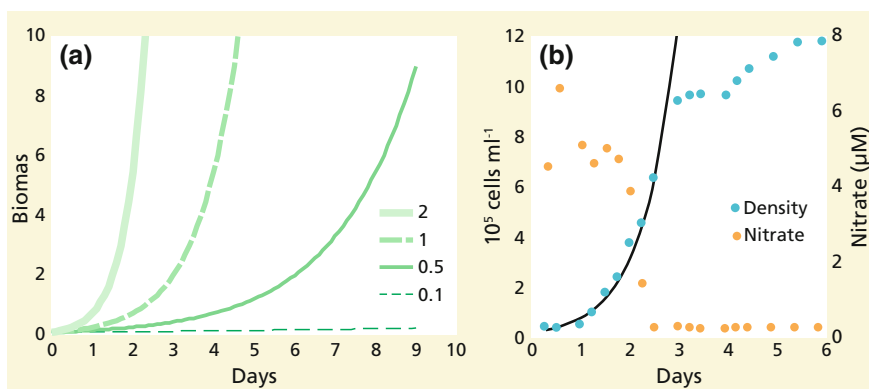 (a)
10
8
6
4
2
0
Biomas
0 1 2 3 4 5 6 7 8 9 10
Days
2
1
0.5
0.1
(b)
12
10
8
6
4
2
0
10⁵ cells ml⁻¹
8
6
4
2
0
Nitrate (μM)
0 1 2 3 4 5 6
Days
Density
Nitrate